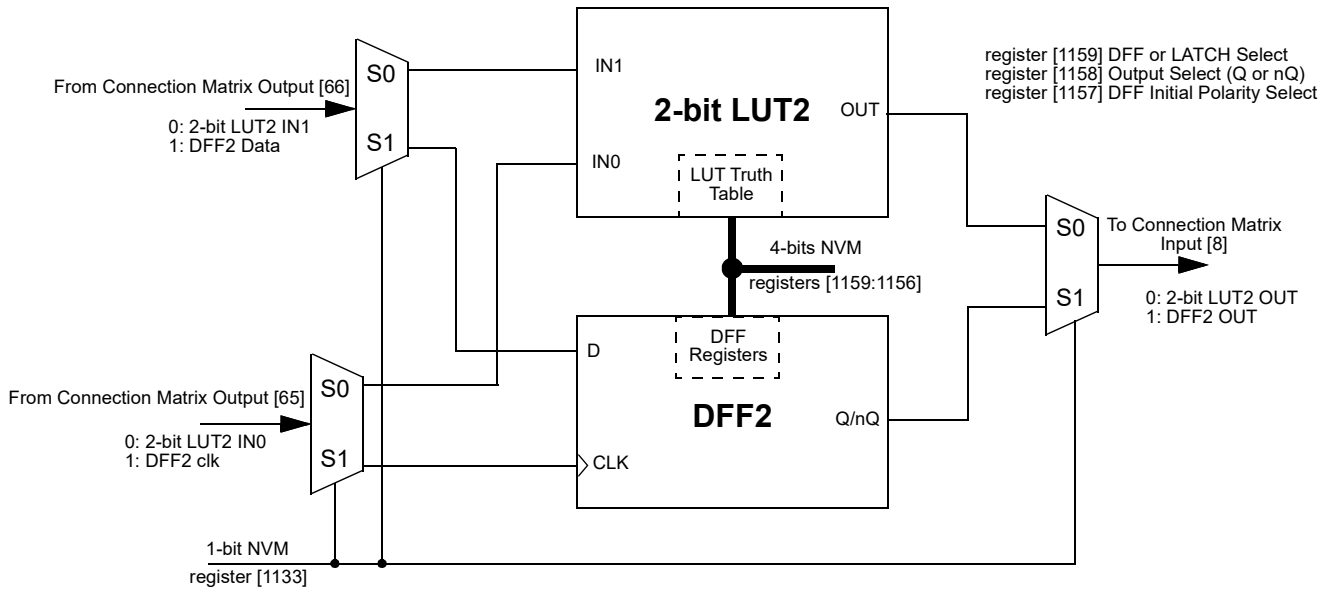 register [1159] DFF or LATCH Select
register [1158] Output Select (Q or nQ)
register [1157] DFF Initial Polarity Select
From Connection Matrix Output [66]
0: 2-bit LUT2 IN1
1: DFF2 Data
S0
S1
IN1
IN0
2-bit LUT2
OUT
LUT Truth
Table
4-bits NVM
registers [1159:1156]
S0
S1
To Connection Matrix
Input [8]
0: 2-bit LUT2 OUT
1: DFF2 OUT
From Connection Matrix Output [65]
0: 2-bit LUT2 IN0
1: DFF2 clk
S0
S1
D
CLK
DFF
Registers
DFF2
Q/nQ
1-bit NVM
register [1133]